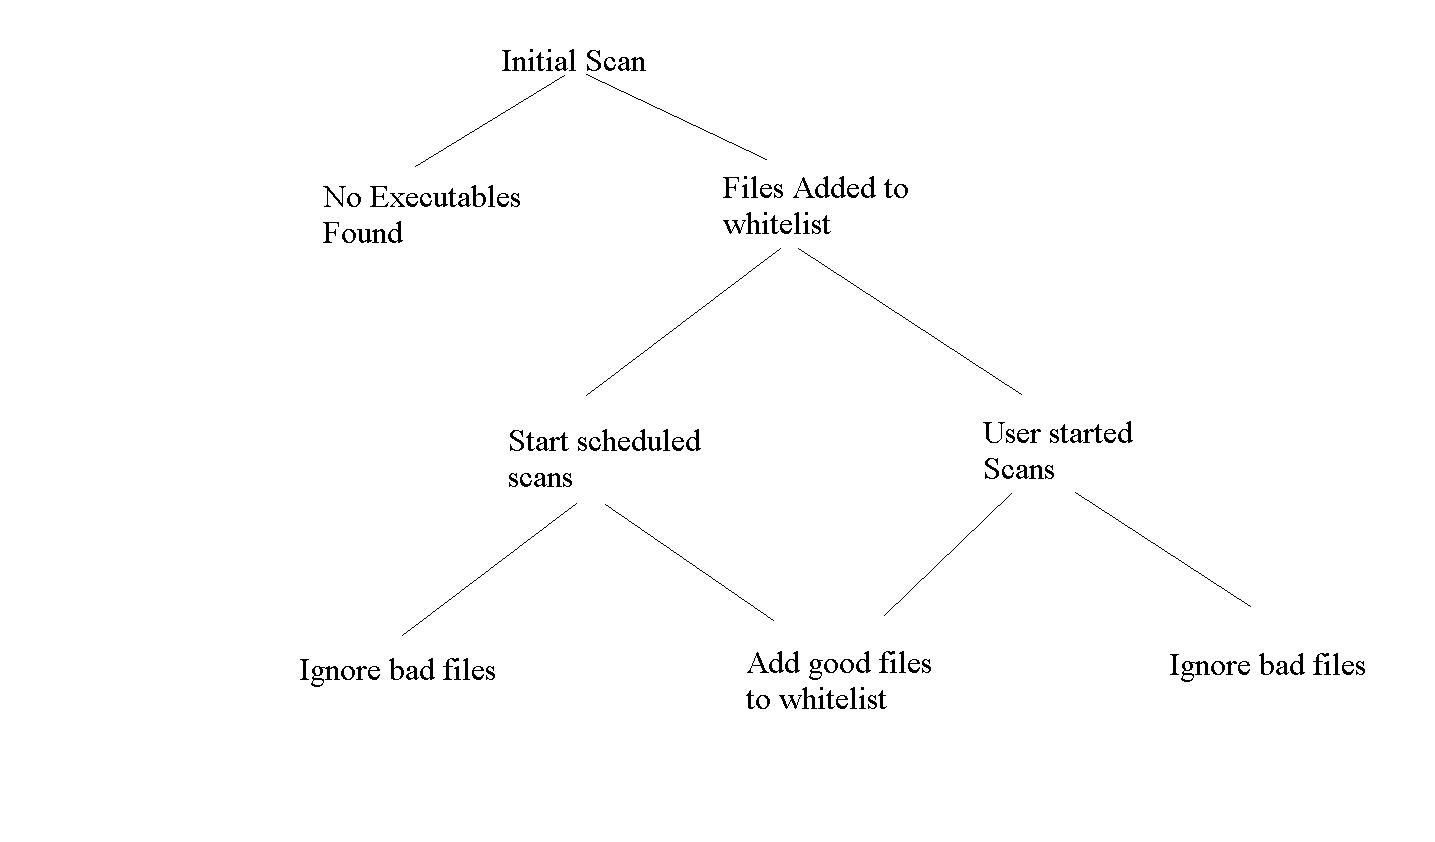 Initial Scan
No Executables
Found
Files Added to
whitelist
Start scheduled
scans
User started
Scans
Ignore bad files
Add good files
to whitelist
Ignore bad files